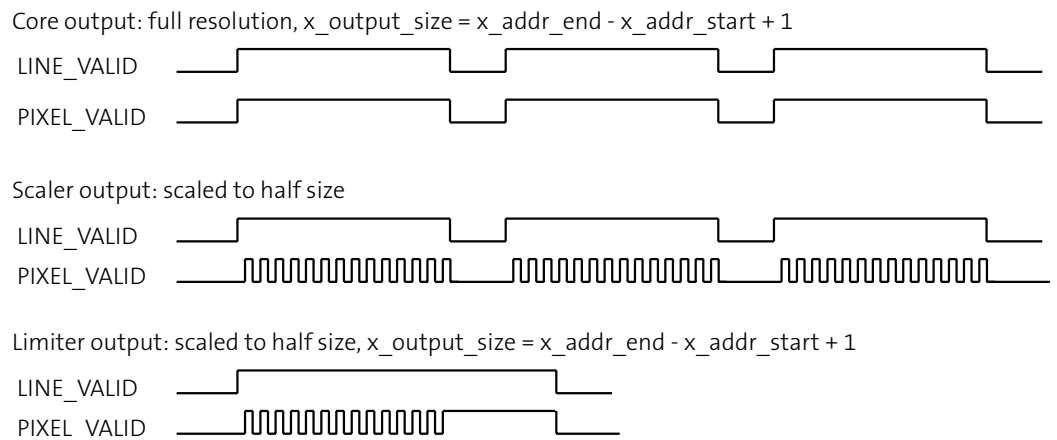 Core output: full resolution, x_output_size = x_addr_end - x_addr_start + 1
LINE_VALID
PIXEL_VALID
Scaler output: scaled to half size
LINE_VALID
PIXEL_VALID
Limiter output: scaled to half size, x_output_size = x_addr_end - x_addr_start + 1
LINE_VALID
PIXEL_VALID